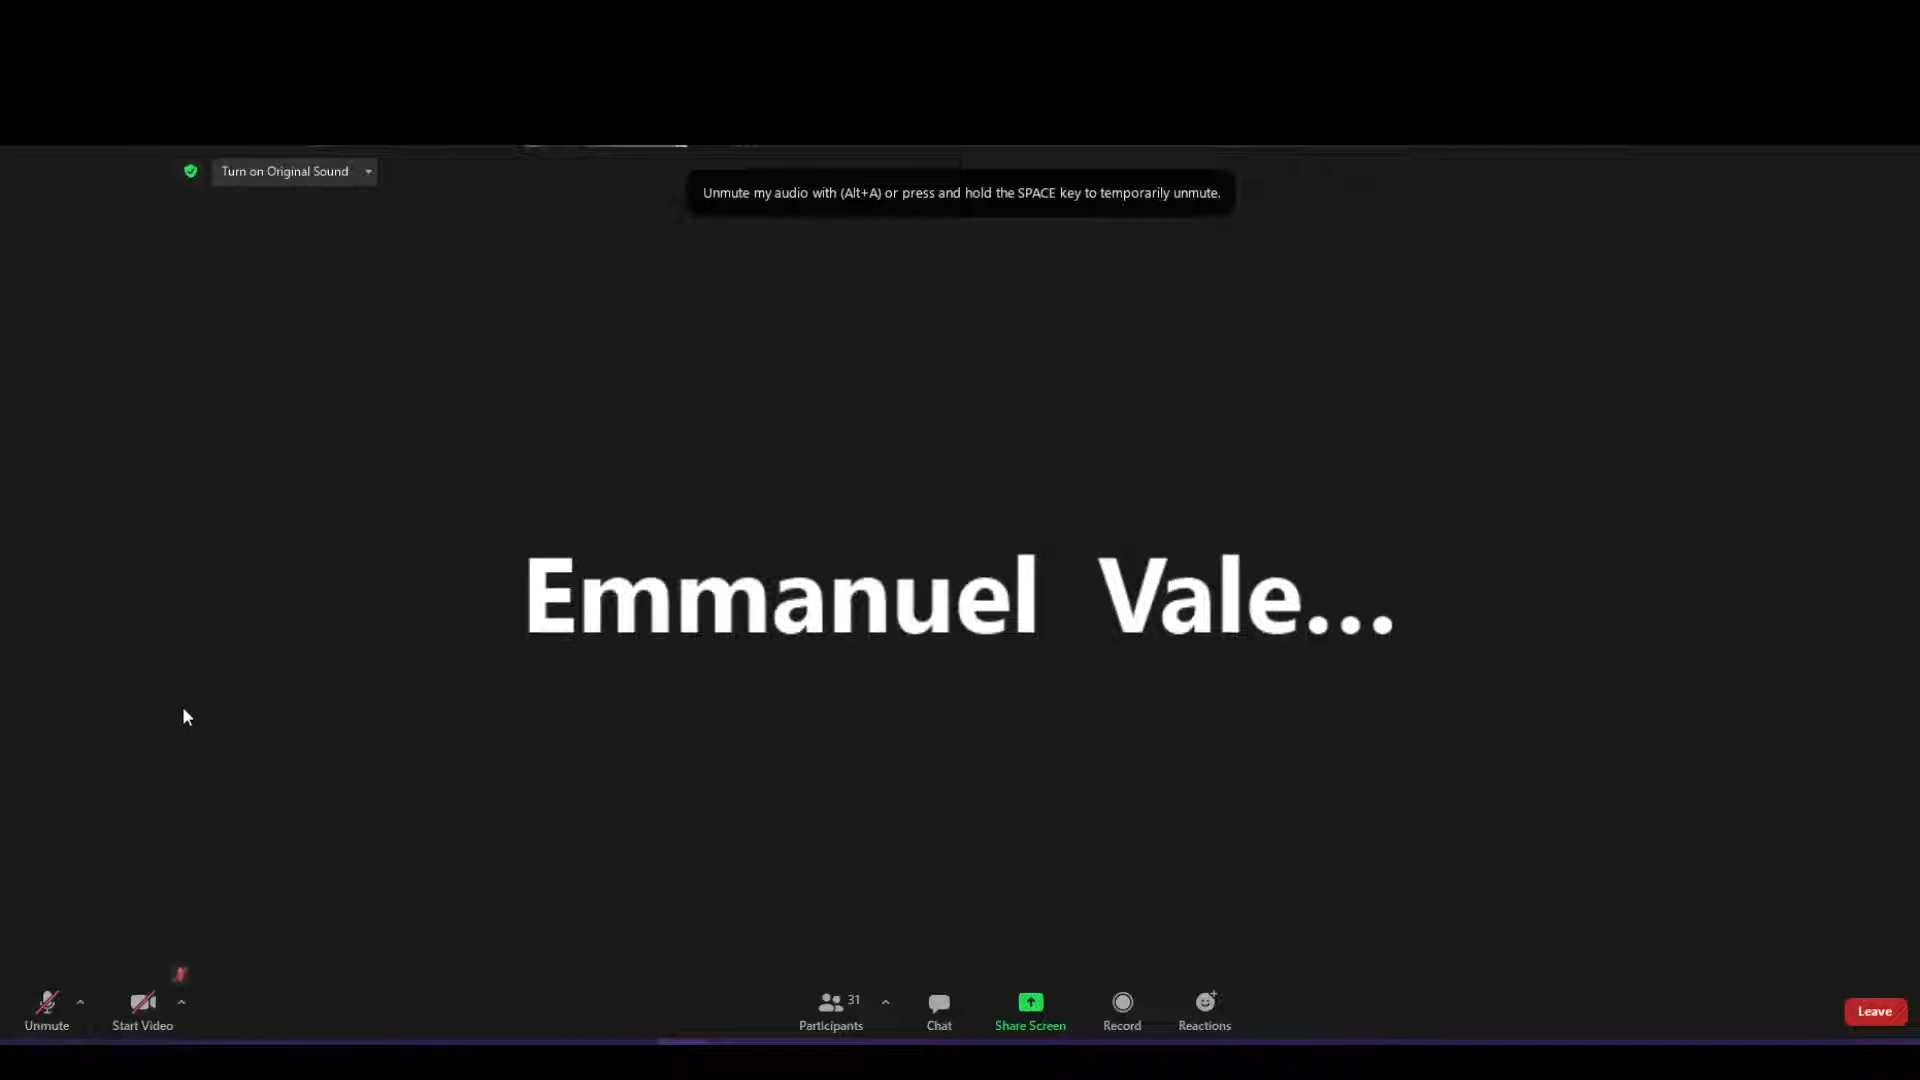 Turn on Original Sound
Unmute my audio with (Alt+A) or press and hold the SPACE key to temporarily unmute.
Emmanuel Vale...
Unmute
Start Video
31
Participants
Chat
Share Screen
Record
Reactions
Leave